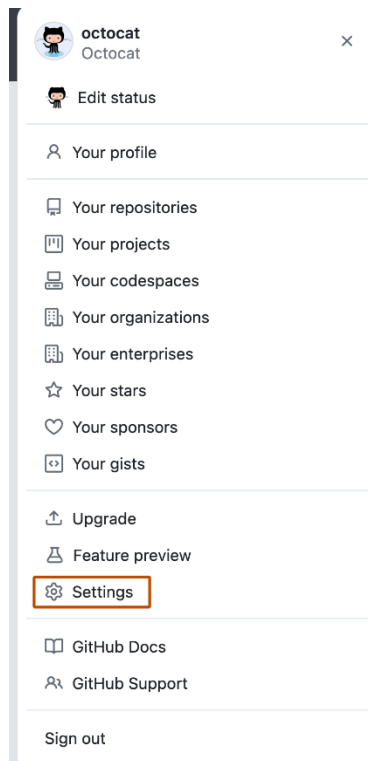 octocat
Octocat
Edit status
Your profile
Your repositories
Your projects
Your codespaces
Your organizations
Your enterprises
Your stars
Your sponsors
Your gists
Upgrade
Feature preview
Settings
GitHub Docs
GitHub Support
Sign out